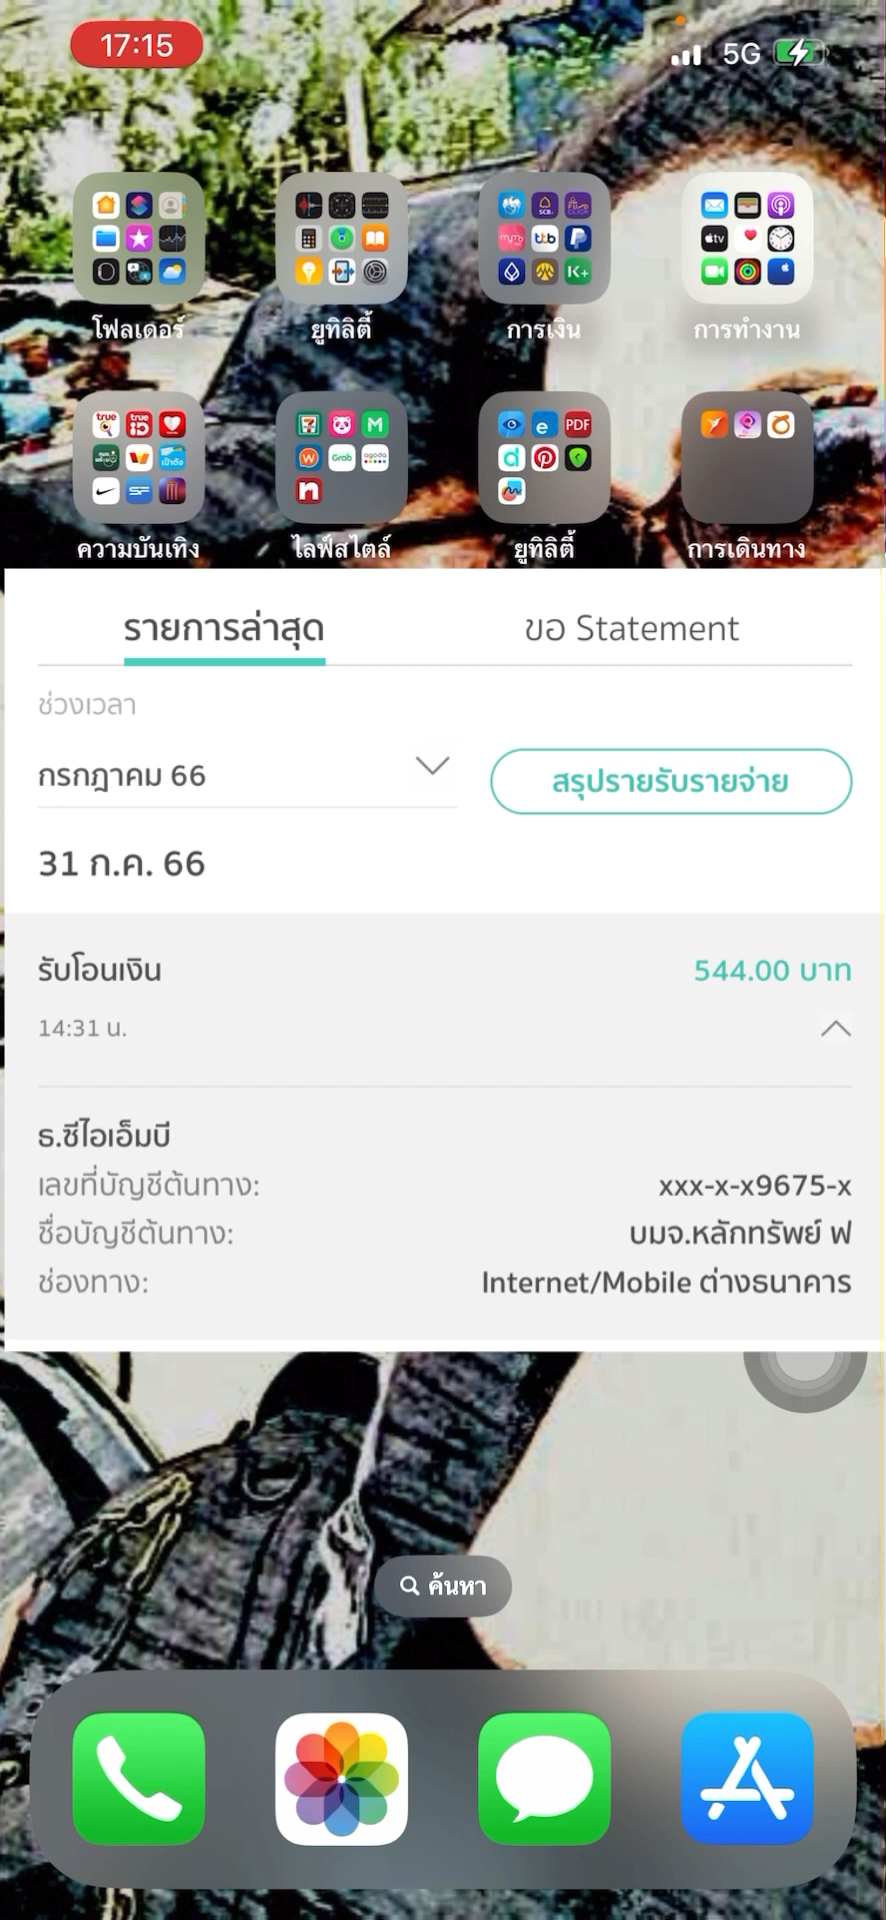 17:15
5G
โฟลเดอร์
ยูทิลิตี้
การเงิน
การทำงาน
ความบันเทิง
ไลฟ์สไตล์
ยูทิลิตี้
การเดินทาง
รายการล่าสุด
ขอ Statement
ช่วงเวลา
กรกฎาคม 66
สรุปรายรับรายจ่าย
31 ก.ค. 66
รับโอนเงิน
544.00 บาท
14:31 น.
ธ.ซีไอเอ็มบี
เลขที่บัญชีต้นทาง:
xxx-x-x9675-x
ชื่อบัญชีต้นทาง:
บมจ.หลักทรัพย์ ฟ
ช่องทาง:
Internet/Mobile ต่างธนาคาร
ค้นหา